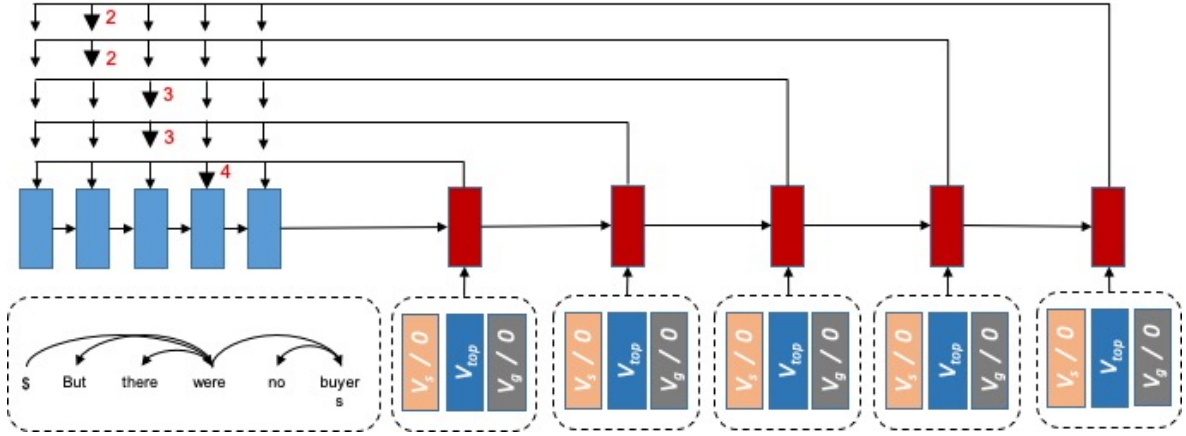 2
2
3
3
4
$ But there were no buyer
s
V_s / 0 V_top V_g / 0
V_s / 0 V_top V_g / 0
V_s / 0 V_top V_g / 0
V_s / 0 V_top V_g / 0
V_s / 0 V_top V_g / 0